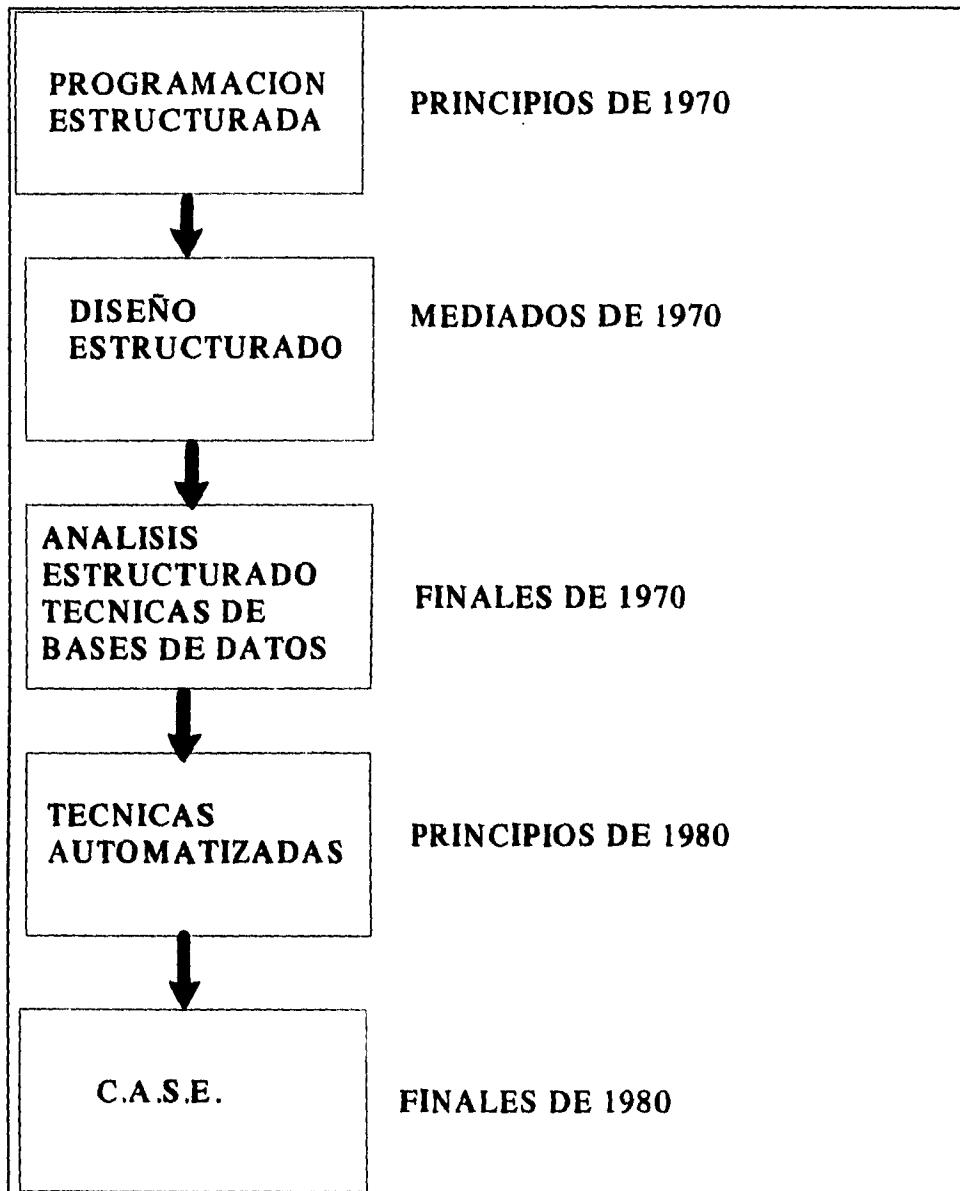 PROGRAMACION
ESTRUCTURADA
PRINCIPIOS DE 1970
DISEÑO
ESTRUCTURADO
MEDIADOS DE 1970
ANALISIS
ESTRUCTURADO
TECNICAS DE
BASES DE DATOS
FINALES DE 1970
TECNICAS
AUTOMATIZADAS
PRINCIPIOS DE 1980
C.A.S.E.
FINALES DE 1980